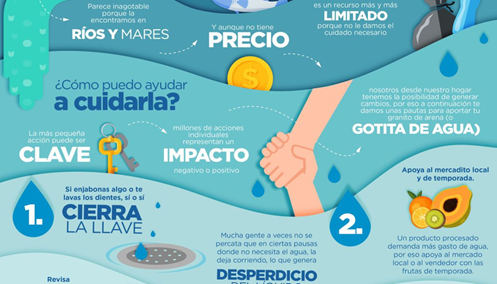 Parece inagotable
porque la
encontramos en
RÍOS Y MARES
Y aunque no tiene
PRECIO
es un recurso más y más
LIMITADO
porque no le damos el
cuidado necesario
¿Cómo puedo ayudar
a cuidarla?
La más pequeña
acción puede ser
CLAVE
millones de acciones
individuales
representan un
IMPACTO
negativo o positivo
nosotros desde nuestro hogar
tenemos la posibilidad de generar
cambios, por eso a continuación te
damos unas pautas para aportar tu
granito de arena (o
GOTITA DE AGUA)
1.
Si enjabonas algo o te
lavas los dientes, sí o sí
CIERRA
LA LLAVE
Mucha gente a veces no se
percata que en ciertas pausas
donde no necesita el agua, la
deja corriendo, lo que genera
DESPERDICIO
2.
Apoya al mercadito local
y de temporada.
Un producto procesado
demanda más gasto de agua,
por eso apoya al mercado
local o al vendedor con las
frutas de temporada.
Revisa